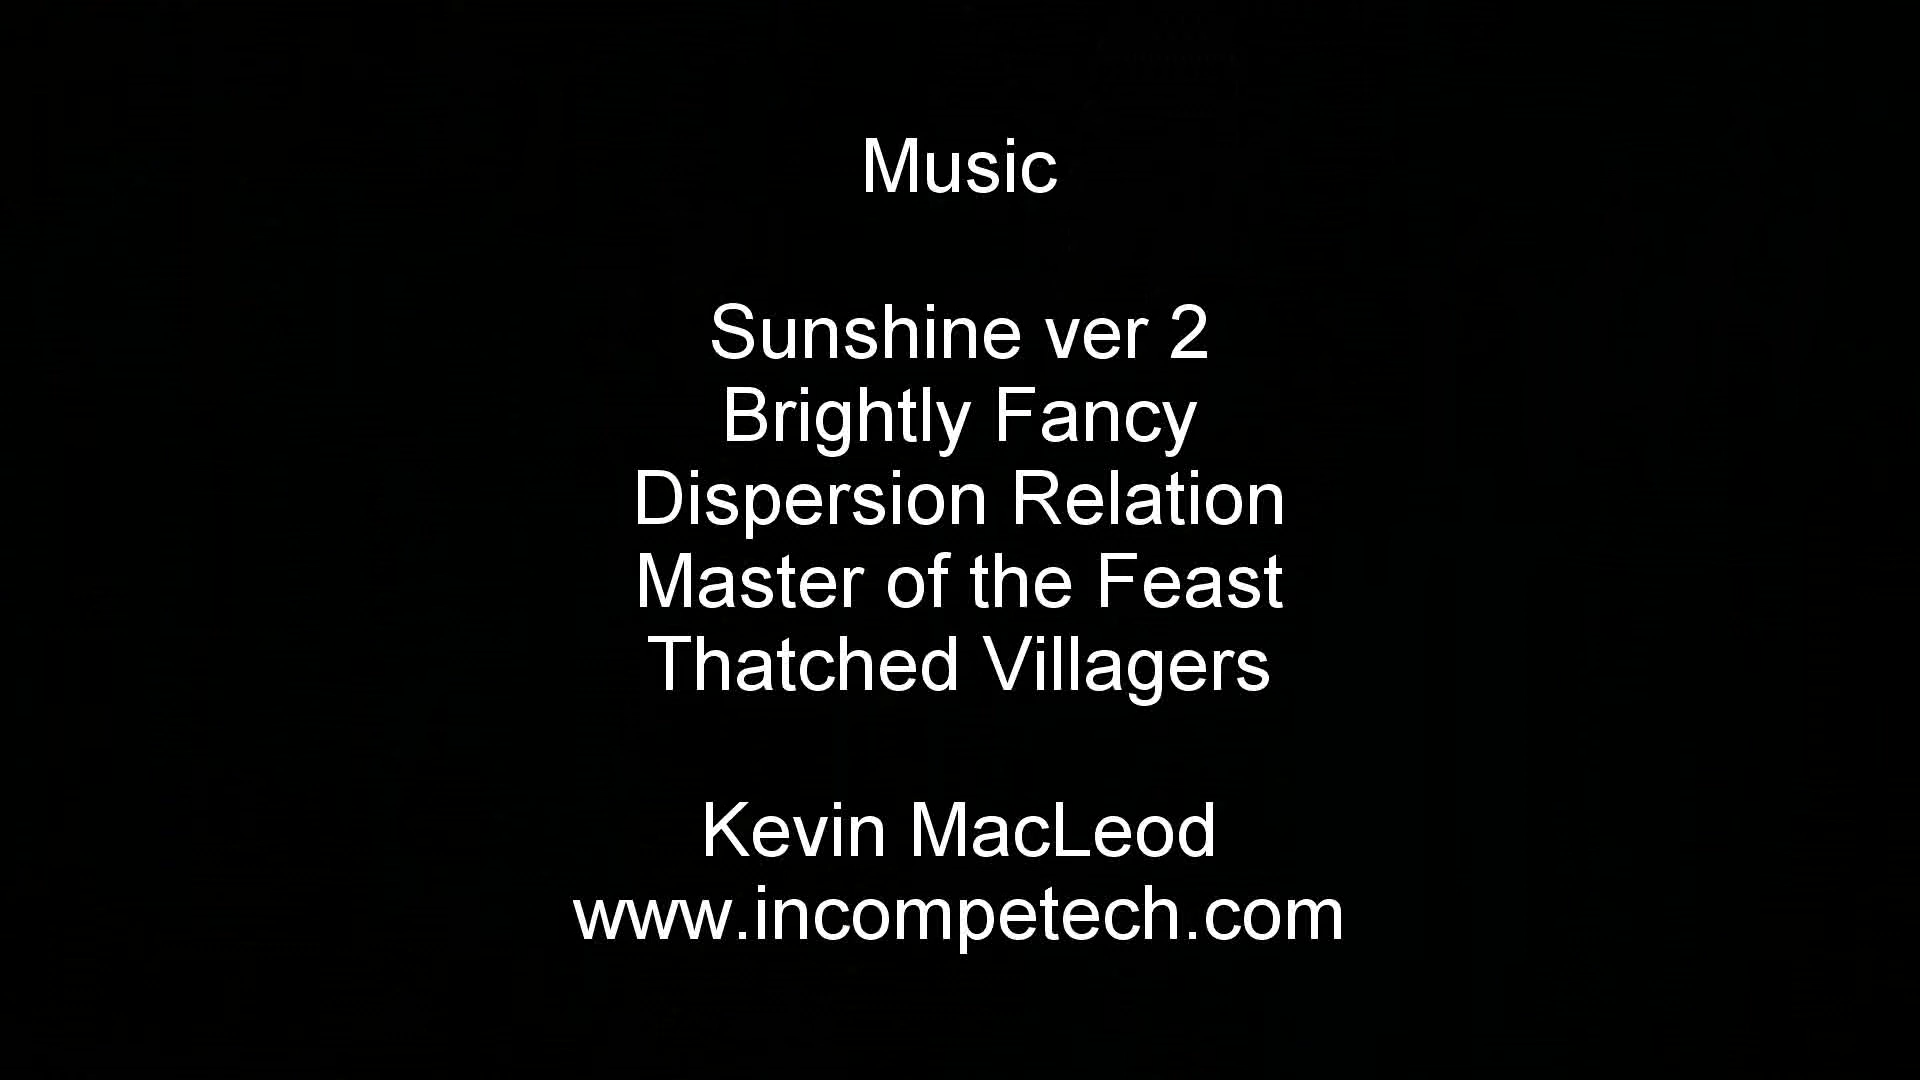 Music
Sunshine ver 2
Brightly Fancy
Dispersion Relation
Master of the Feast
Thatched Villagers
Kevin MacLeod
www.incompetech.com